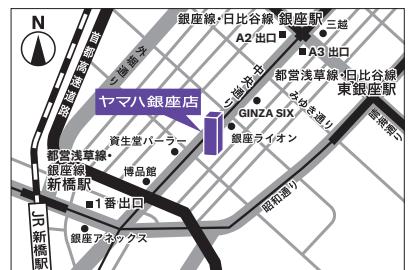 N
銀座線・日比谷線 銀座駅
三越
A2 出口
A3 出口
首都高速道路
外堀通り
中央通り
都営浅草線・日比谷線
東銀座駅
ヤマハ銀座店
みゆき通り
晴海通り
GINZA SIX
銀座ライオン
資生堂パーラー
都営浅草線・
銀座線
新橋駅
博品館
昭和通り
1 番出口
銀座アネックス
JR 新橋駅